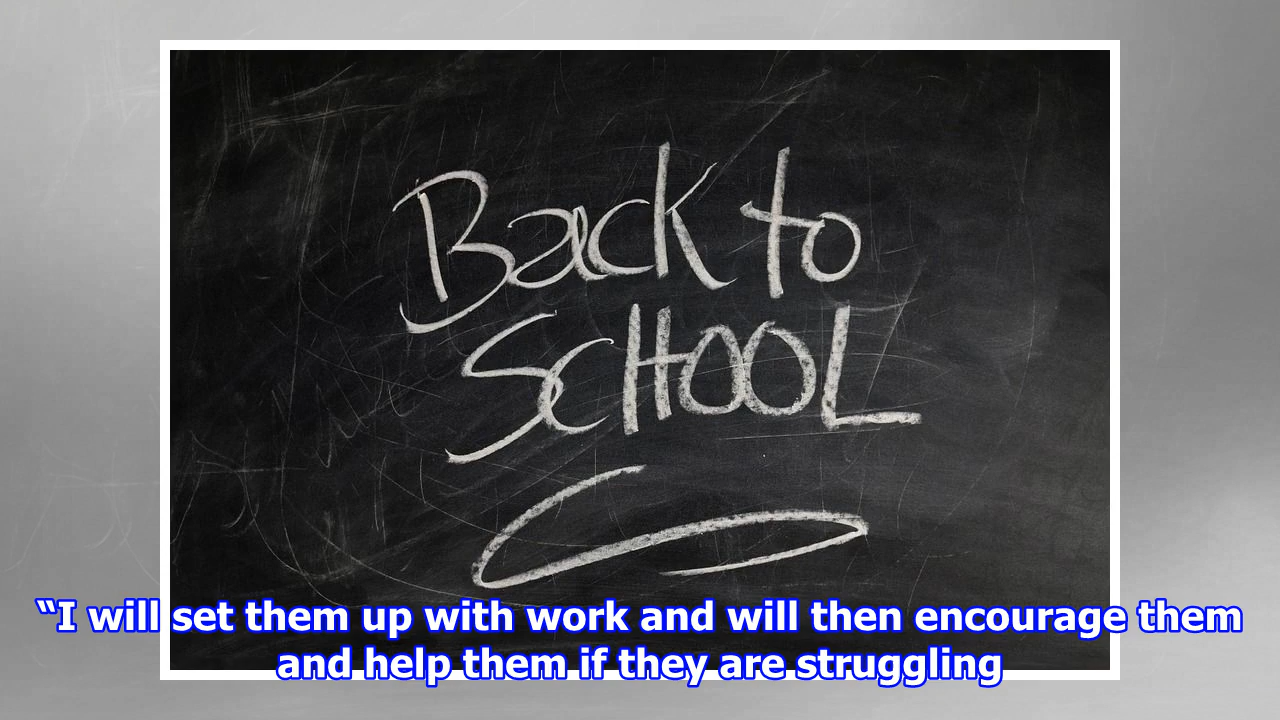 Back to
ScHOOL
“I will set them up with work and will then encourage them
and help them if they are struggling